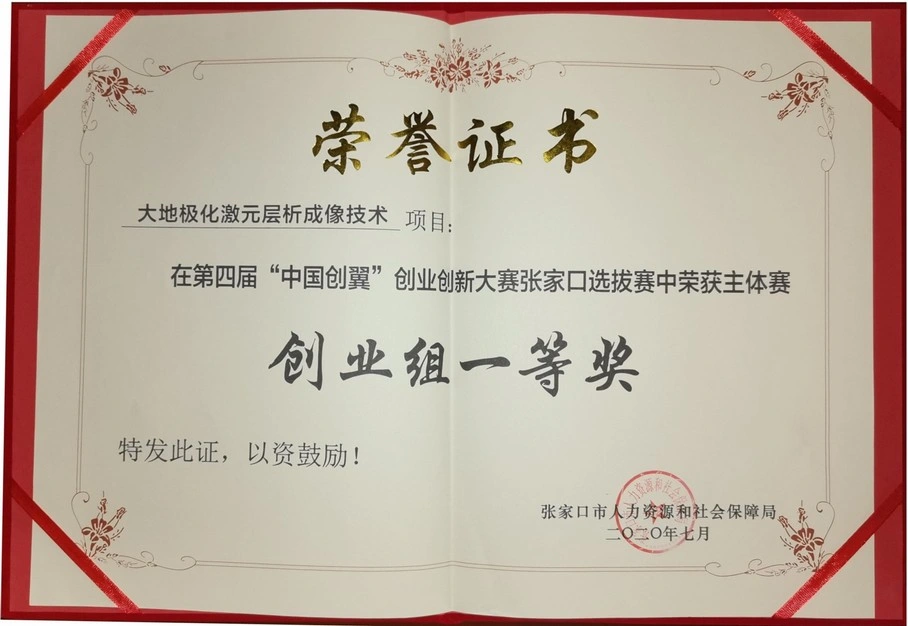 荣誉证书
大地极化激元层析成像技术 项目：
在第四届“中国创翼”创业创新大赛张家口选拔赛中荣获主体赛
创业组一等奖
特发此证，以资鼓励！
张家口市人力资源和社会保障局
二〇二〇年七月